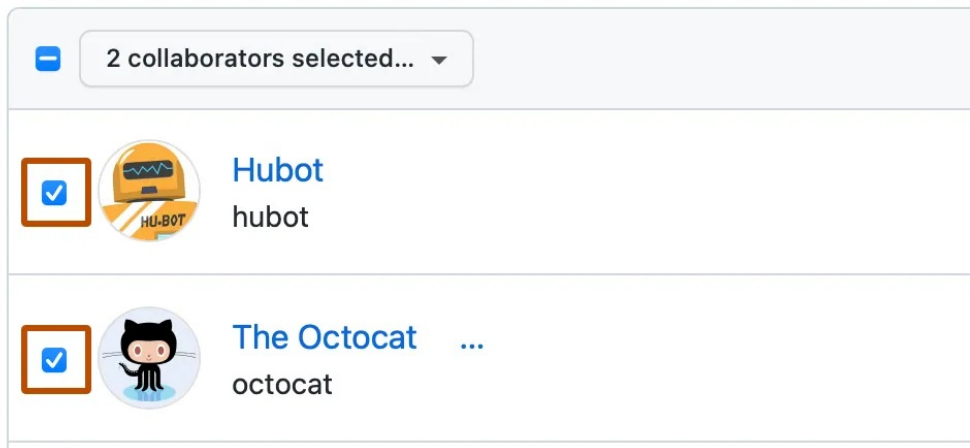 2 collaborators selected...
Hubot
HU-BOT
hubot
The Octocat ...
octocat